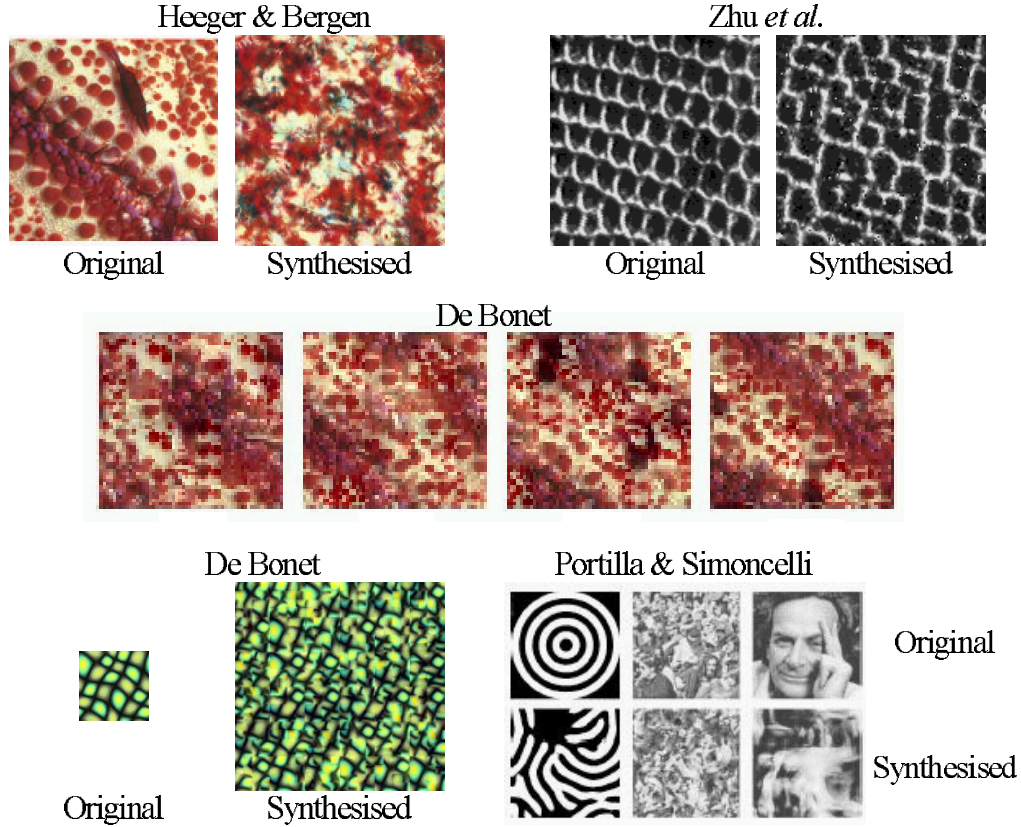 Heeger & Bergen
Zhu et al.
Original
Synthesised
Original
Synthesised
De Bonet
De Bonet
Portilla & Simoncelli
Original
Synthesised
Original
Synthesised